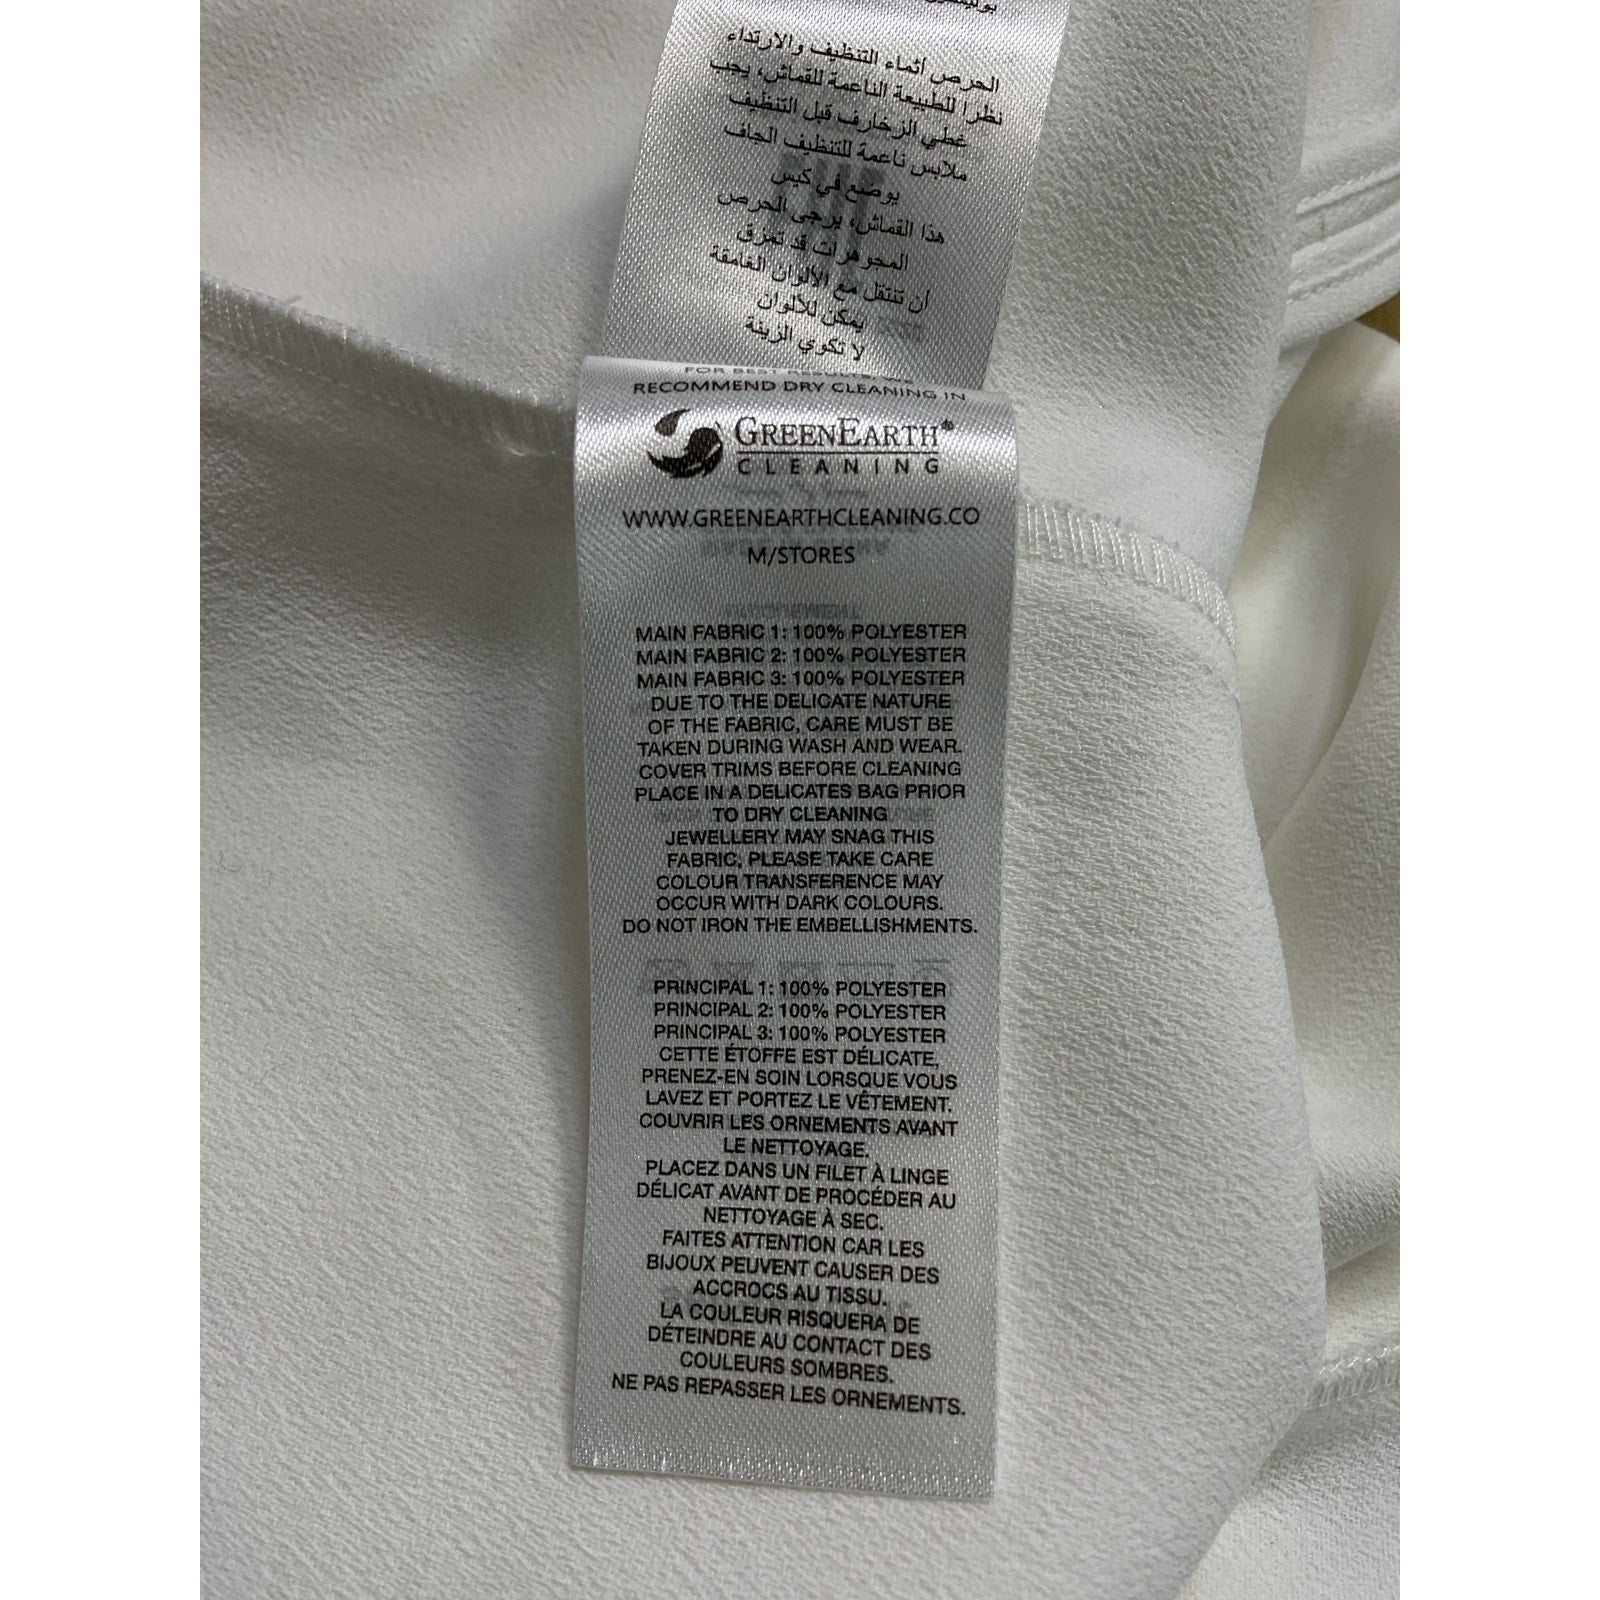 الحرص أثماء التنظيف والارتداء
نظرا للطبيعة الناعمة للقماش، يجب
غطي الزخارف قبل التنظيف
ملابس ناعمة للتنظيف الجاف
يوضع في كيس
هذا القماش، يرجى الحرص
المجوهرات قد تمزق
أن تنتقل مع الألوان الغامقة
يمكن للألوان
لا تكوي الزينة
FOR BEST RESULTS, WE
RECOMMEND DRY CLEANING IN
GREENEARTH®
CLEANING
WWW.GREENEARTHCLEANING.CO
M/STORES
MAIN FABRIC 1: 100% POLYESTER
MAIN FABRIC 2: 100% POLYESTER
MAIN FABRIC 3: 100% POLYESTER
DUE TO THE DELICATE NATURE
OF THE FABRIC, CARE MUST BE
TAKEN DURING WASH AND WEAR.
COVER TRIMS BEFORE CLEANING
PLACE IN A DELICATES BAG PRIOR
TO DRY CLEANING
JEWELLERY MAY SNAG THIS
FABRIC, PLEASE TAKE CARE
COLOUR TRANSFERENCE MAY
OCCUR WITH DARK COLOURS.
DO NOT IRON THE EMBELLISHMENTS.
PRINCIPAL 1: 100% POLYESTER
PRINCIPAL 2: 100% POLYESTER
PRINCIPAL 3: 100% POLYESTER
CETTE ÉTOFFE EST DÉLICATE,
PRENEZ-EN SOIN LORSQUE VOUS
LAVEZ ET PORTEZ LE VÊTEMENT.
COUVRIR LES ORNEMENTS AVANT
LE NETTOYAGE.
PLACEZ DANS UN FILET À LINGE
DÉLICAT AVANT DE PROCÉDER AU
NETTOYAGE À SEC.
FAITES ATTENTION CAR LES
BIJOUX PEUVENT CAUSER DES
ACCROCS AU TISSU.
LA COULEUR RISQUERA DE
DÉTEINDRE AU CONTACT DES
COULEURS SOMBRES.
NE PAS REPASSER LES ORNEMENTS.